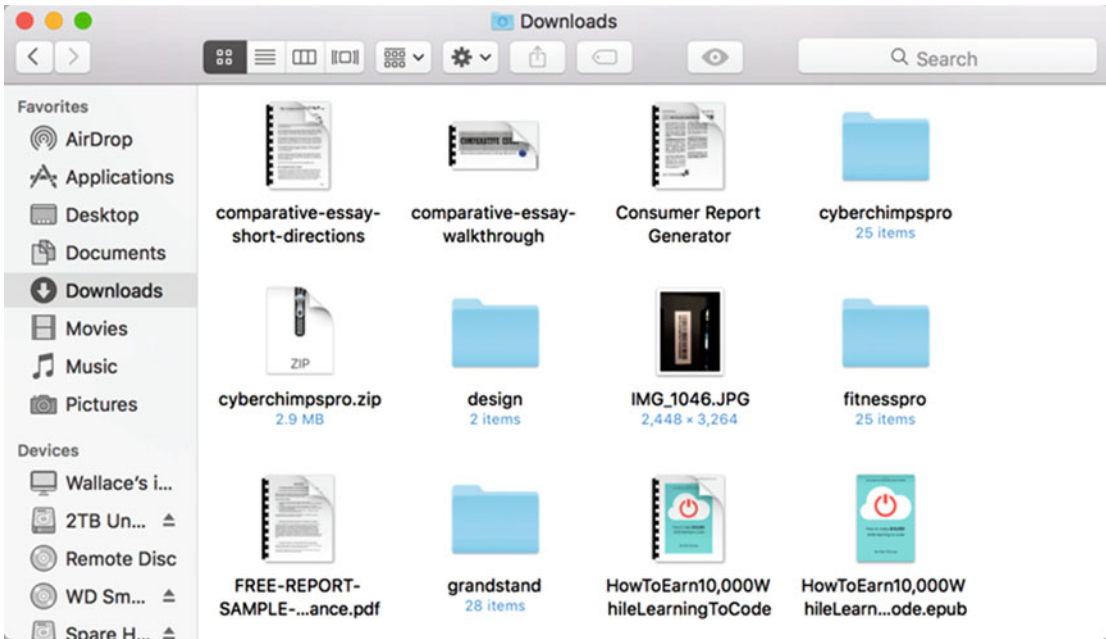 Downloads
Search
Favorites
AirDrop
Applications
Desktop
Documents
Downloads
Movies
Music
Pictures
Devices
Wallace's i...
2TB Un...
Remote Disc
WD Sm...
Spare H...
comparative-essay-
short-directions
comparative-essay-
walkthrough
Consumer Report
Generator
cyberchimpspro
25 items
ZIP
cyberchimpspro.zip
2.9 MB
design
2 items
IMG_1046.JPG
2,448 × 3,264
fitnesspro
25 items
FREE-REPORT-
SAMPLE-...ance.pdf
grandstand
28 items
HowToEarn10,000W
hileLearningToCode
HowToEarn10,000W
hileLearn...ode.epub